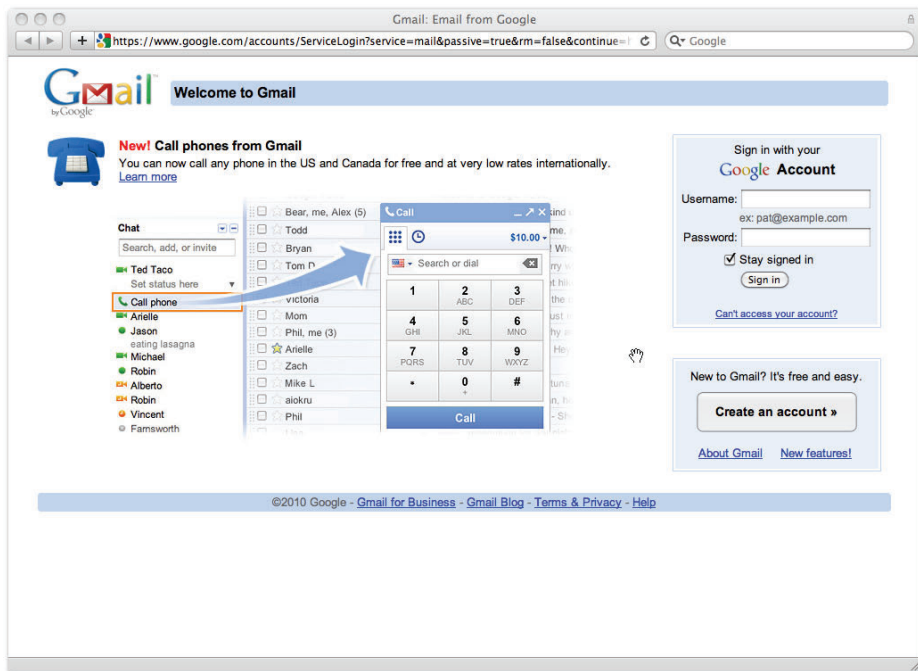 Gmail: Email from Google
https://www.google.com/accounts/ServiceLogin?service=mail&passive=true&rm=false&continue=
Google
Gmail
by Google
Welcome to Gmail
New! Call phones from Gmail
You can now call any phone in the US and Canada for free and at very low rates internationally.
Learn more
Chat
Search, add, or invite
Ted Taco
Set status here
Call phone
Arielle
Jason
eating lasagna
Michael
Robin
Alberto
Robin
Vincent
Farnsworth
Bear, me, Alex (5)
Todd
Bryan
Tom
Victoria
Mom
Phil, me (3)
Arielle
Zach
Mike L
aiokru
Phil
Call
$10.00
Search or dial
1
2
ABC
3
DEF
4
GHI
5
JKL
6
MNO
7
PQRS
8
TUV
9
WXYZ
*
0
+
#
Call
Sign in with your
Google Account
Username:
ex: pat@example.com
Password:
Stay signed in
Sign in
Can't access your account?
New to Gmail? It's free and easy.
Create an account »
About Gmail New features!
©2010 Google - Gmail for Business - Gmail Blog - Terms & Privacy - Help